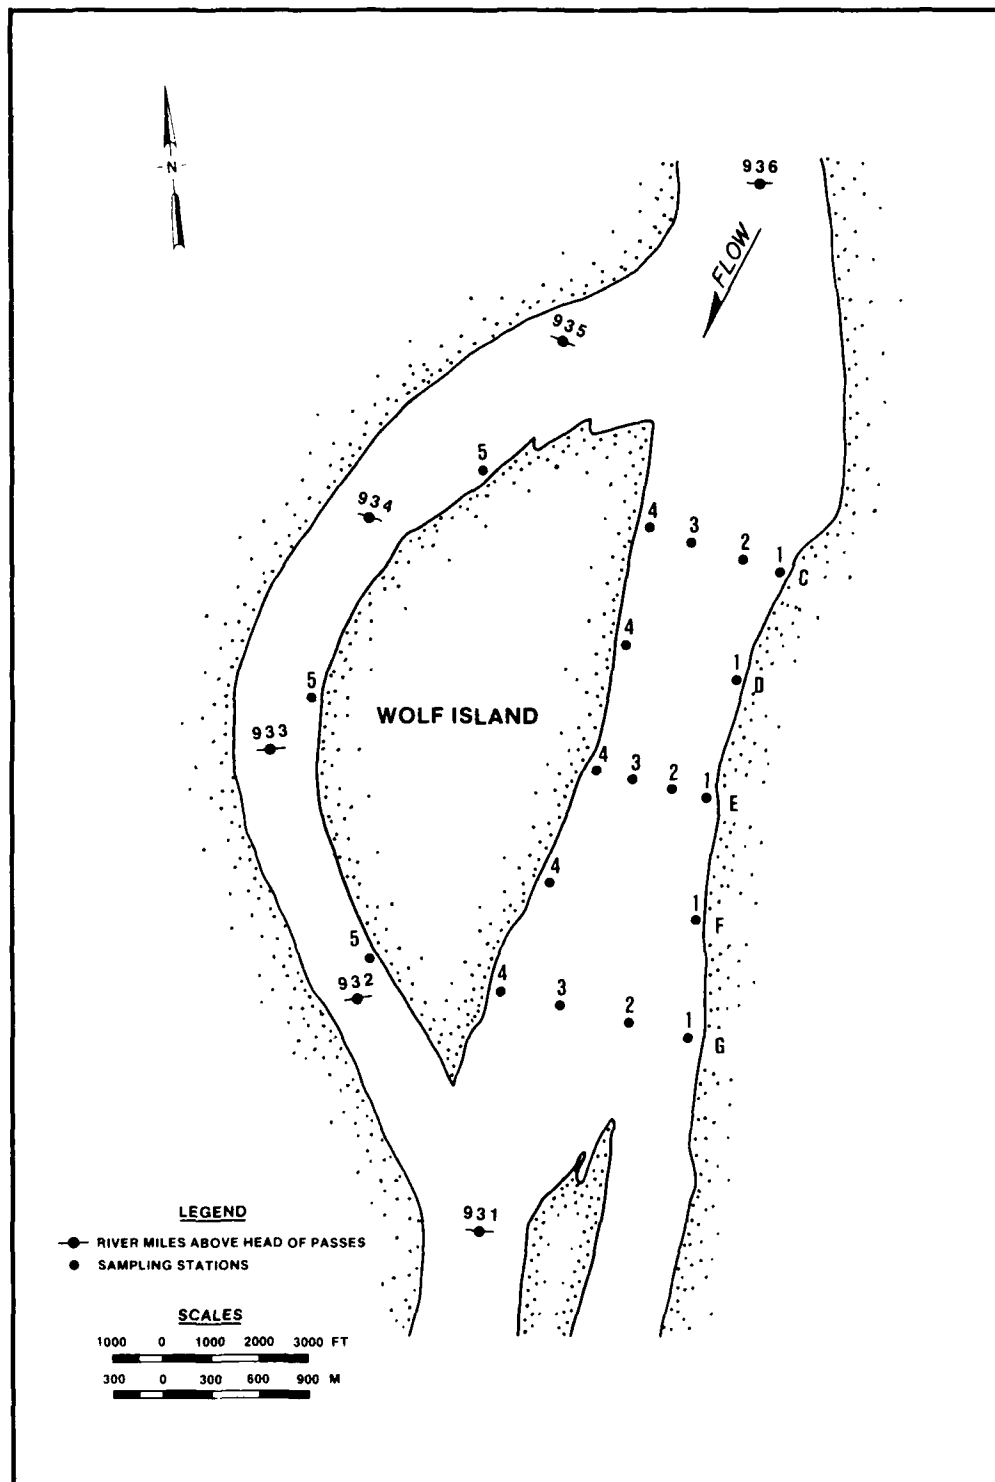 N
936
FLOW
935
5
934
4 3 2 1
C
4
1
D
5
WOLF ISLAND
933
4 3 2 1
E
4
1
F
5
932
4 3 2 1
G
931
LEGEND
RIVER MILES ABOVE HEAD OF PASSES
SAMPLING STATIONS
SCALES
1000 0 1000 2000 3000 FT
300 0 300 600 900 M